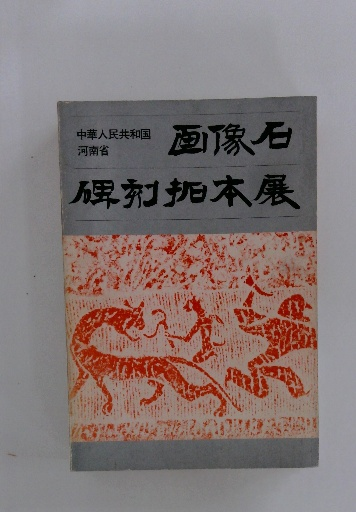 中華人民共和国
河南省
画像石
碑刻拓本展